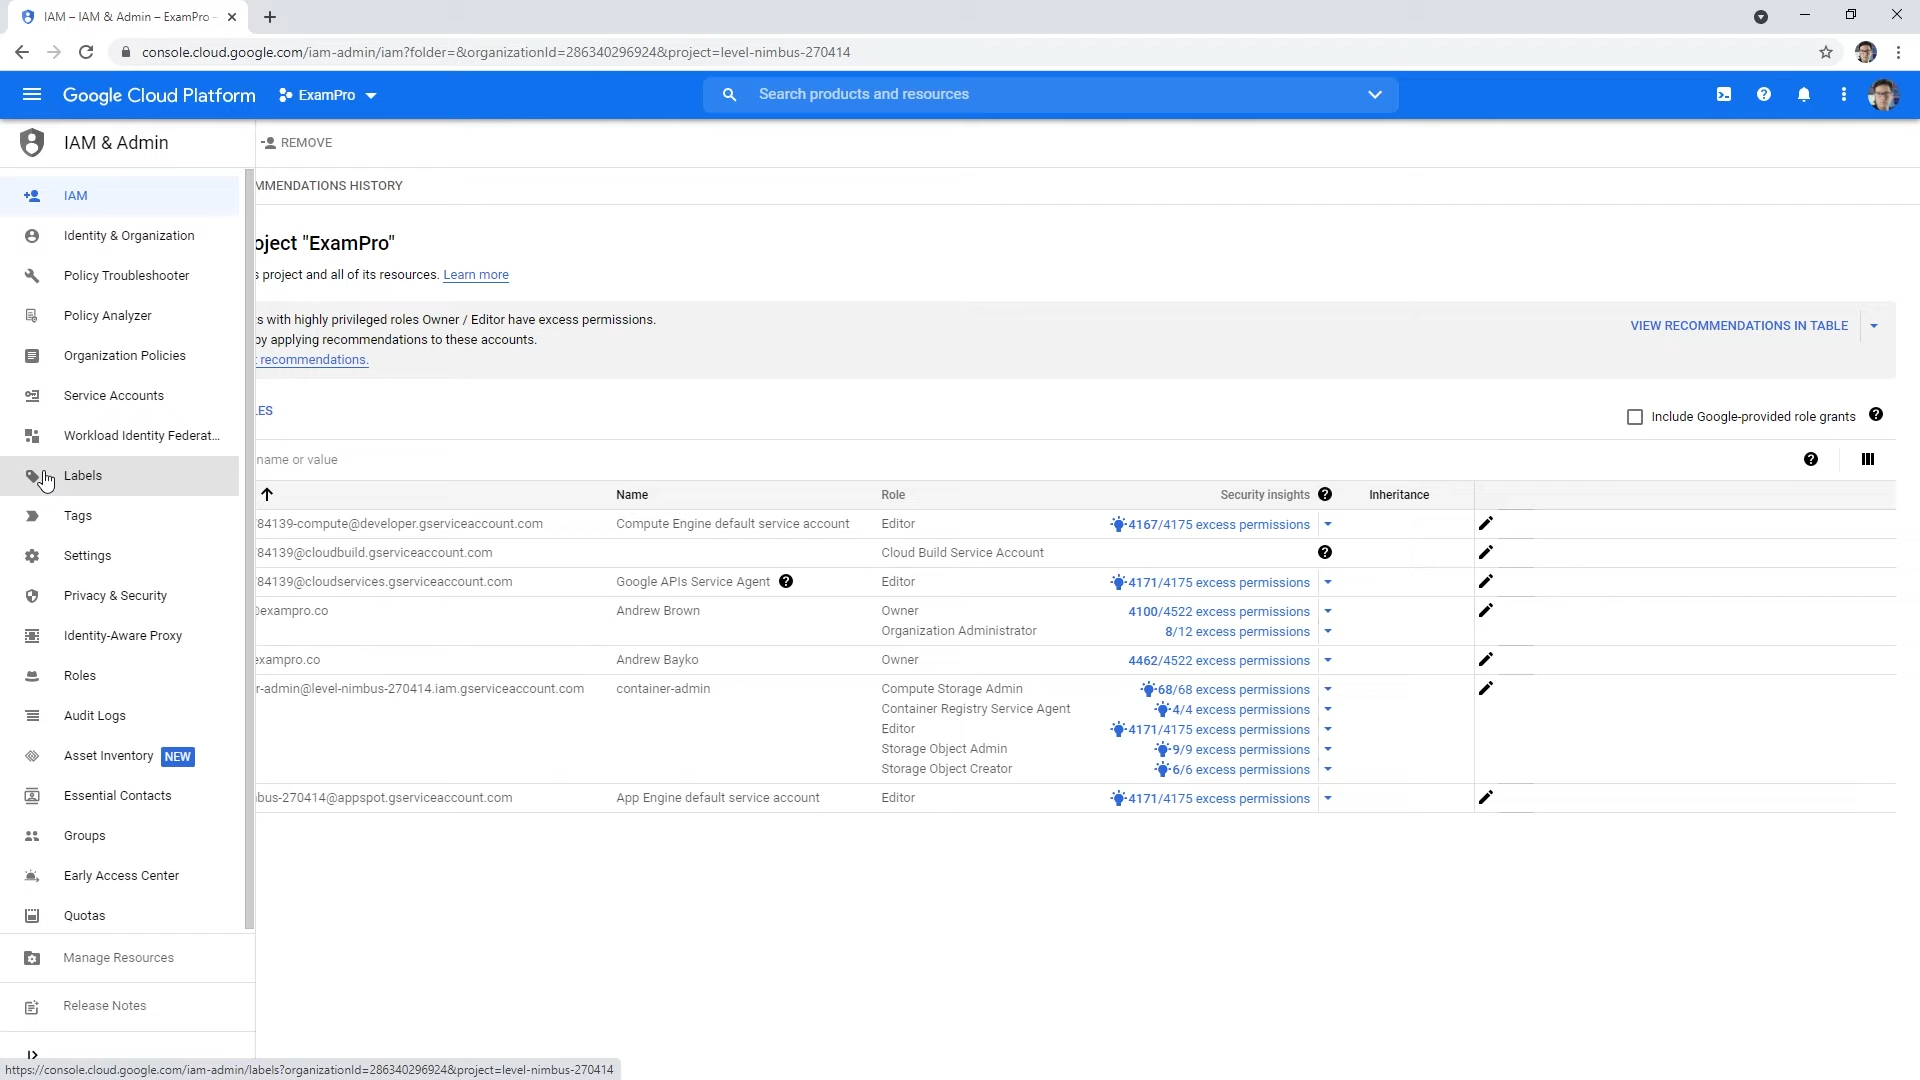 IAM – IAM & Admin – ExamPro -
console.cloud.google.com/iam-admin/iam?folder=&organizationId=286340296924&project=level-nimbus-270414
Google Cloud Platform
ExamPro
Search products and resources
IAM & Admin
REMOVE
IAM
MMENDATIONS HISTORY
Identity & Organization
oject "ExamPro"
Policy Troubleshooter
s project and all of its resources. Learn more
Policy Analyzer
rs with highly privileged roles Owner / Editor have excess permissions.
VIEW RECOMMENDATIONS IN TABLE
by applying recommendations to these accounts.
Organization Policies
t recommendations.
Service Accounts
LES
Include Google-provided role grants
Workload Identity Federat...
name or value
Labels
Name
Role
Security insights
Inheritance
Tags
784139-compute@developer.gserviceaccount.com
Compute Engine default service account
Editor
4167/4175 excess permissions
Settings
784139@cloudbuild.gserviceaccount.com
Cloud Build Service Account
784139@cloudservices.gserviceaccount.com
Google APIs Service Agent
Editor
4171/4175 excess permissions
Privacy & Security
@exampro.co
Andrew Brown
Owner
4100/4522 excess permissions
Organization Administrator
8/12 excess permissions
Identity-Aware Proxy
exampro.co
Andrew Bayko
Owner
4462/4522 excess permissions
Roles
r-admin@level-nimbus-270414.iam.gserviceaccount.com
container-admin
Compute Storage Admin
68/68 excess permissions
Container Registry Service Agent
4/4 excess permissions
Audit Logs
Editor
4171/4175 excess permissions
Storage Object Admin
9/9 excess permissions
Asset Inventory NEW
Storage Object Creator
6/6 excess permissions
Essential Contacts
bus-270414@appspot.gserviceaccount.com
App Engine default service account
Editor
4171/4175 excess permissions
Groups
Early Access Center
Quotas
Manage Resources
Release Notes
https://console.cloud.google.com/iam-admin/labels?organizationId=286340296924&project=level-nimbus-270414